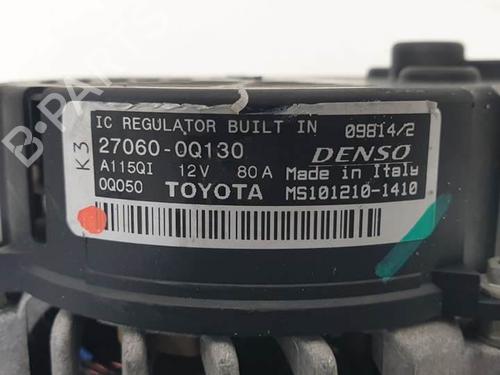 B-PARTS
IC REGULATOR BUILT IN 09814/2
K3
27060-0Q130 DENSO
A115QI 12V 80A Made in Italy
0Q050 TOYOTA MS101210-1410